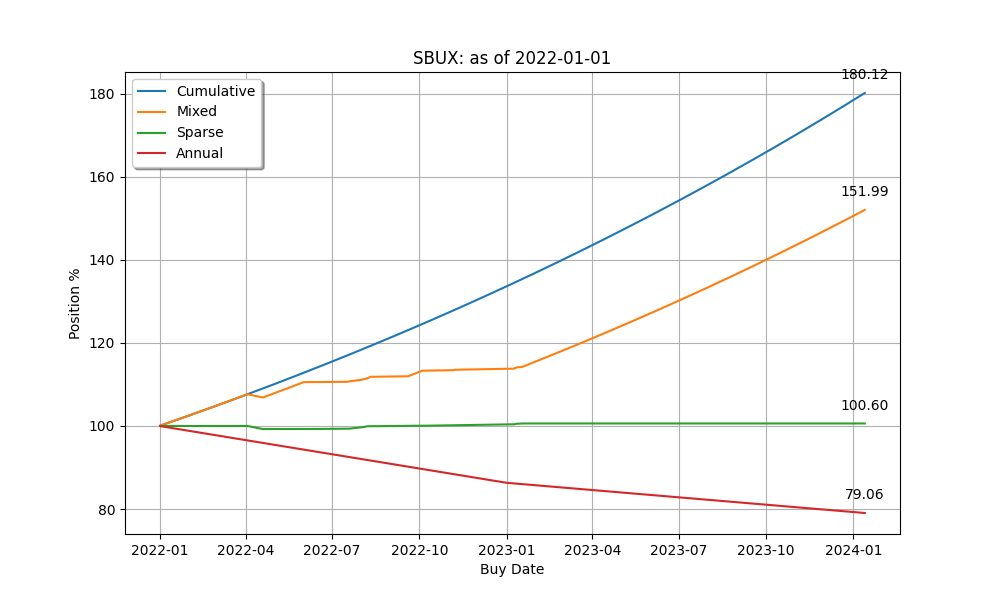 SBUX: as of 2022-01-01
Cumulative
Mixed
Sparse
Annual
180.12
151.99
100.60
79.06
180
160
140
120
100
80
Position %
2022-01 2022-04 2022-07 2022-10 2023-01 2023-04 2023-07 2023-10 2024-01
Buy Date